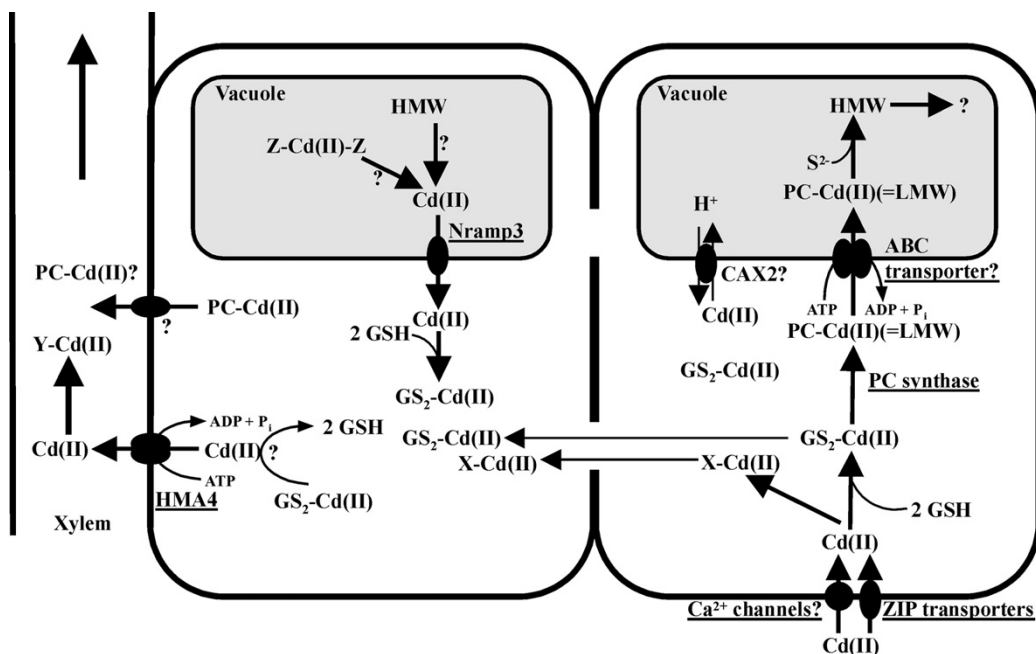 Vacuole
HMW
?
Z-Cd(II)-Z
?
Cd(II)
Nramp3
Cd(II)
2 GSH
GS₂-Cd(II)
PC-Cd(II)?
PC-Cd(II)
?
Y-Cd(II)
Cd(II)
ADP + Pᵢ
Cd(II)
?
ATP
HMA4
2 GSH
GS₂-Cd(II)
Xylem
GS₂-Cd(II)
X-Cd(II)
Vacuole
HMW
?
S²⁻
PC-Cd(II)(=LMW)
H⁺
CAX2?
Cd(II)
ABC
transporter?
ATP
ADP + Pᵢ
PC-Cd(II)(=LMW)
GS₂-Cd(II)
PC synthase
GS₂-Cd(II)
X-Cd(II)
2 GSH
Cd(II)
Ca²⁺ channels?
ZIP transporters
Cd(II)